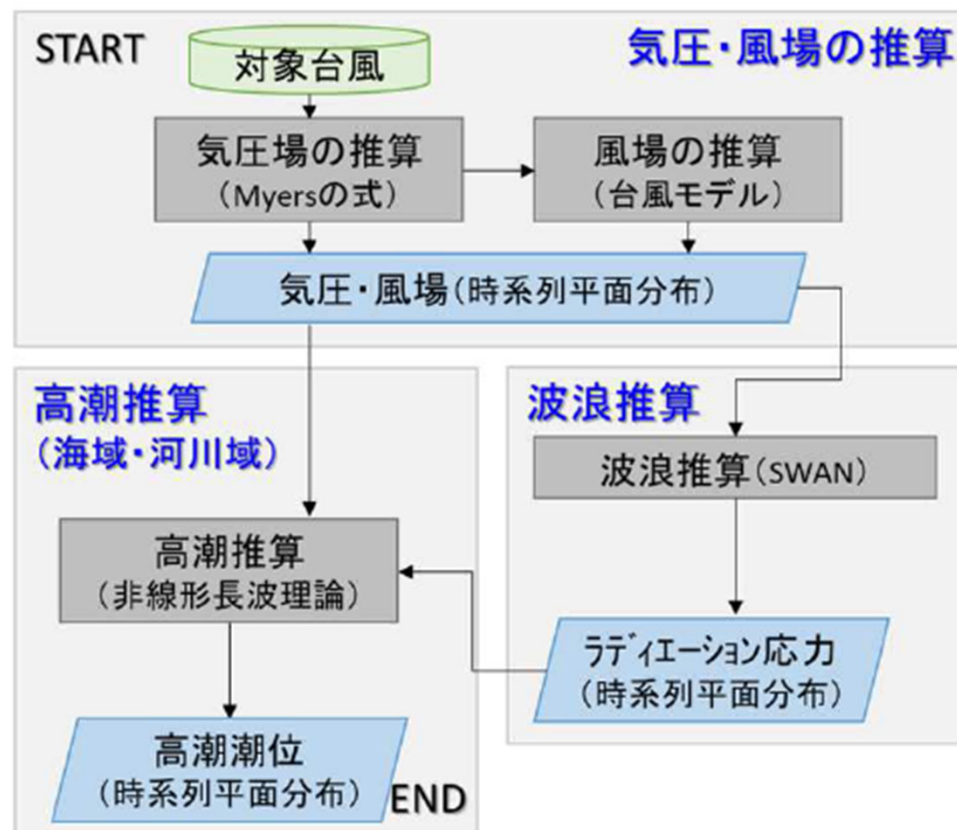 START
対象台風
気圧・風場の推算
気圧場の推算
(Myersの式)
風場の推算
(台風モデル)
気圧・風場(時系列平面分布)
高潮推算
(海域・河川域)
高潮推算
(非線形長波理論)
高潮潮位
(時系列平面分布)
END
波浪推算
波浪推算(SWAN)
ラディエーション応力
(時系列平面分布)